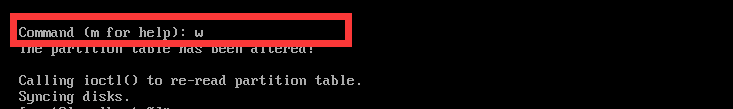 Command (m for help): w
The partition table has been altered!
Calling ioctl() to re-read partition table.
Syncing disks.